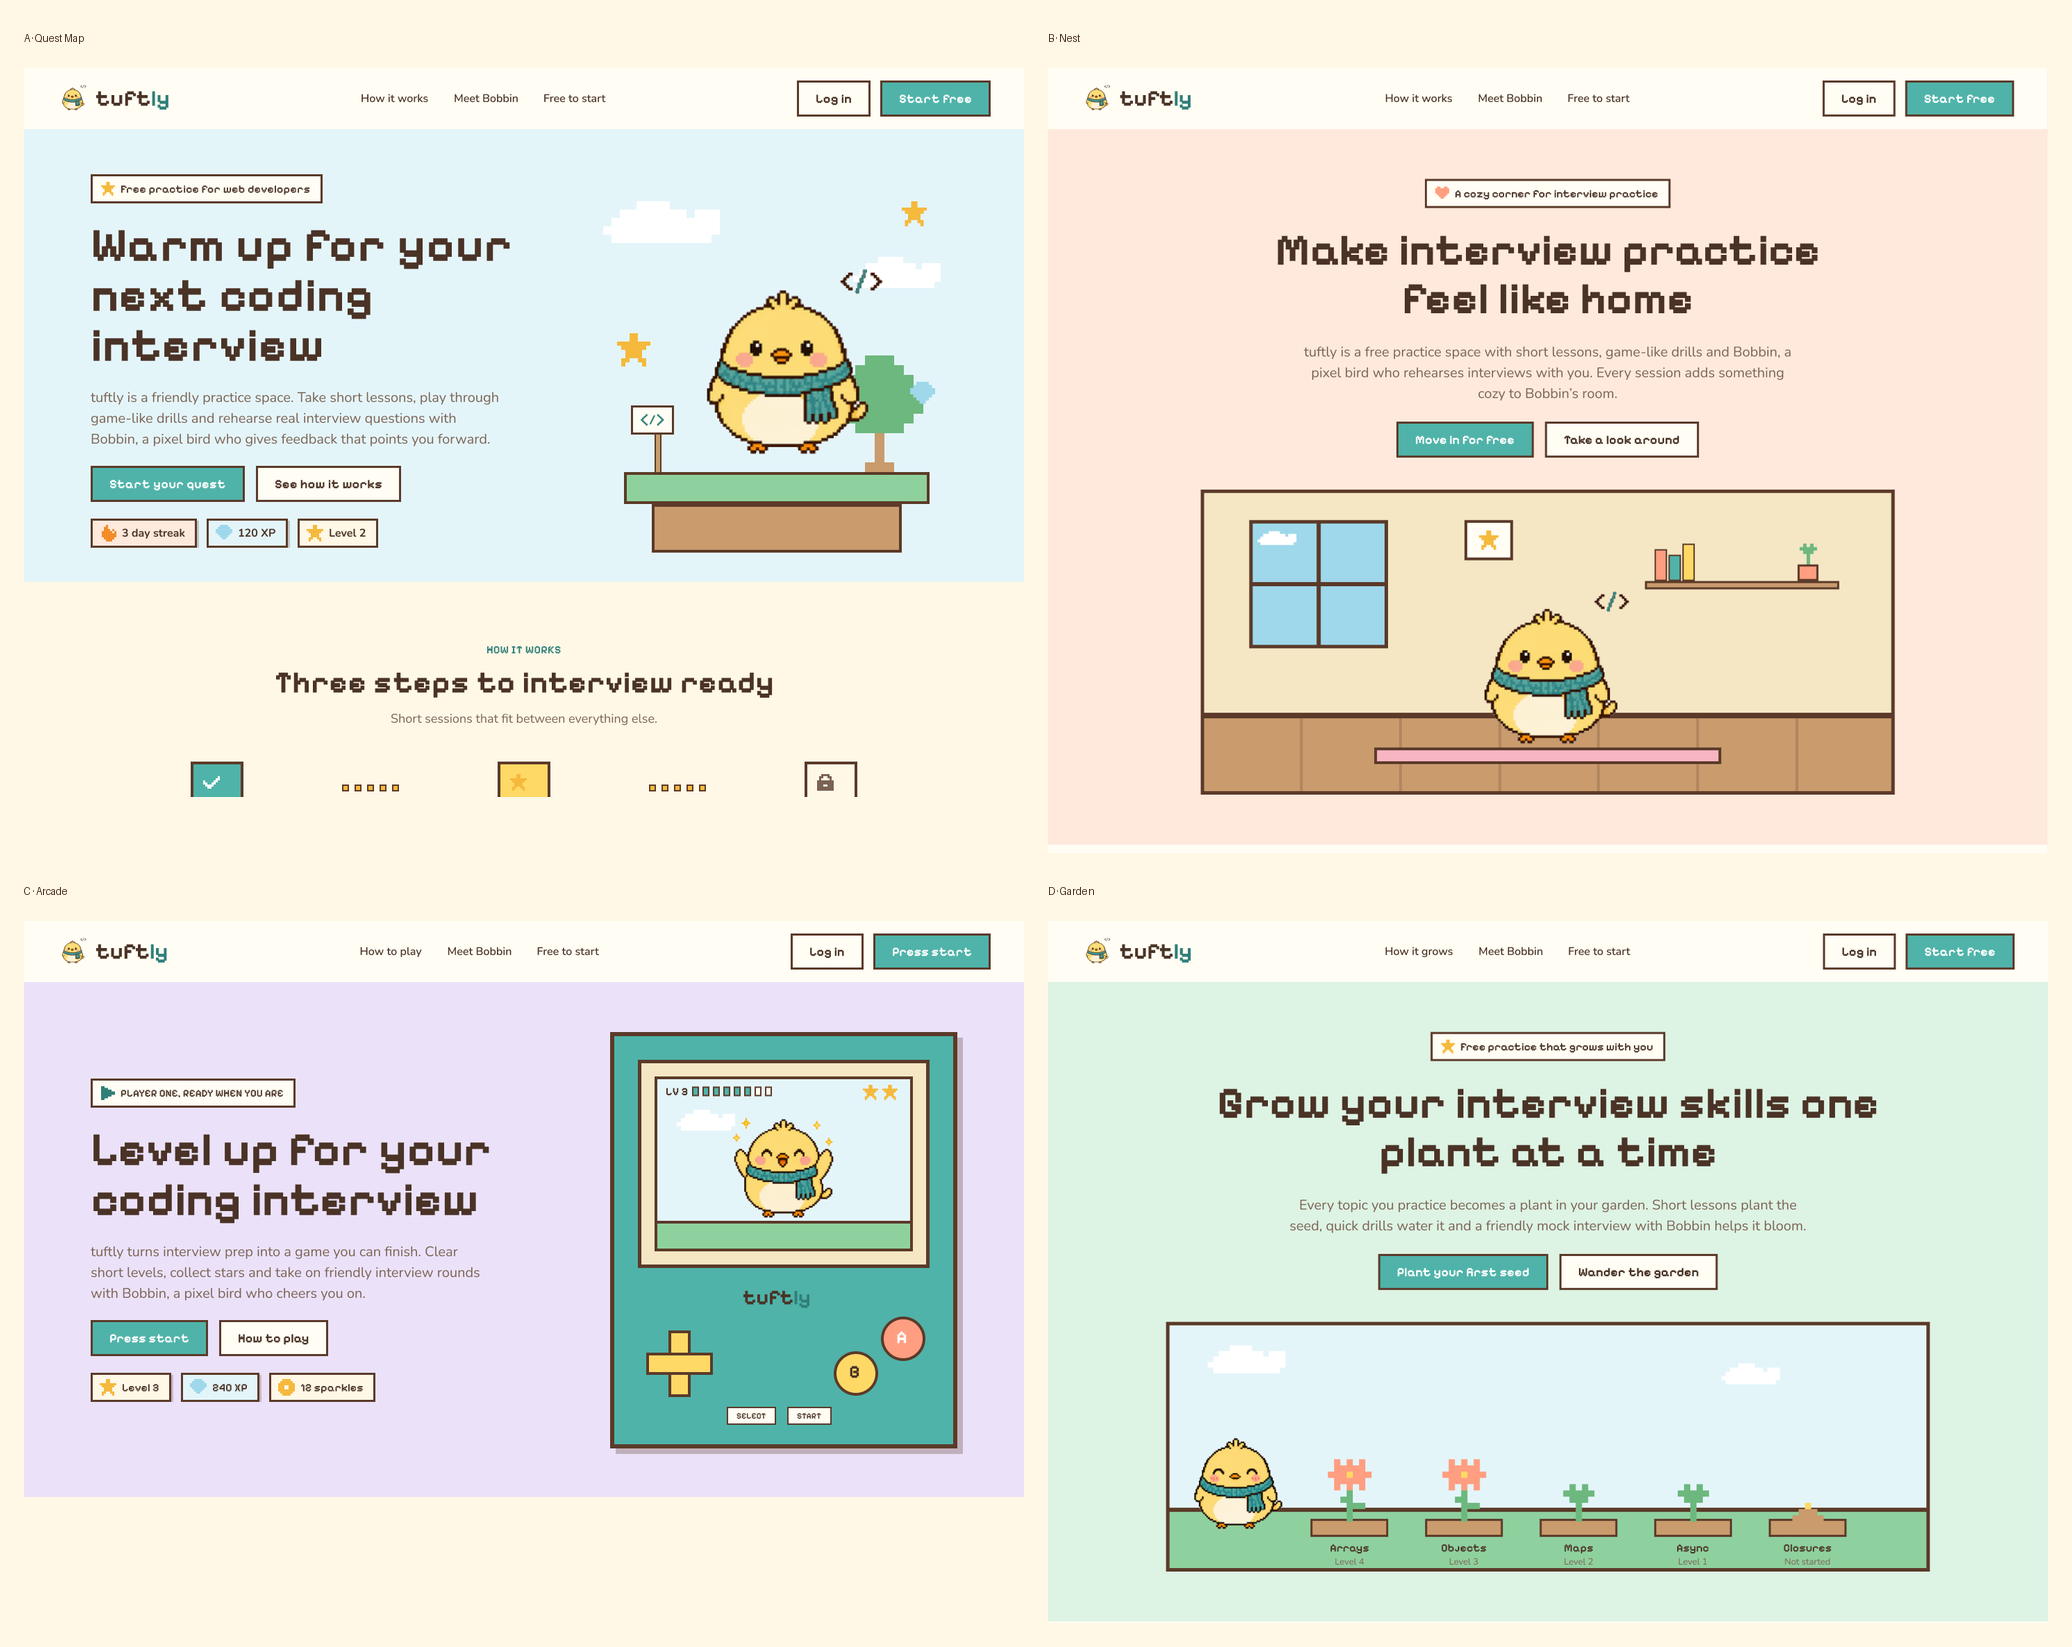 A · Quest Map
tuftly
How it works
Meet Bobbin
Free to start
Log in
Start free
Free practice for web developers
Warm up for your
next coding
interview
tuftly is a friendly practice space. Take short lessons, play through
game-like drills and rehearse real interview questions with
Bobbin, a pixel bird who gives feedback that points you forward.
Start your quest
See how it works
3 day streak
120 XP
Level 2
</>
</>
HOW IT WORKS
Three steps to interview ready
Short sessions that fit between everything else.
B · Nest
tuftly
How it works
Meet Bobbin
Free to start
Log in
Start free
A cozy corner for interview practice
Make interview practice
feel like home
tuftly is a free practice space with short lessons, game-like drills and Bobbin, a
pixel bird who rehearses interviews with you. Every session adds something
cozy to Bobbin's room.
Move in for free
Take a look around
</>
C · Arcade
tuftly
How to play
Meet Bobbin
Free to start
Log in
Press start
PLAYER ONE, READY WHEN YOU ARE
Level up for your
coding interview
tuftly turns interview prep into a game you can finish. Clear
short levels, collect stars and take on friendly interview rounds
with Bobbin, a pixel bird who cheers you on.
Press start
How to play
Level 3
240 XP
12 sparkles
LV 3
tuftly
A
B
SELECT
START
D · Garden
tuftly
How it grows
Meet Bobbin
Free to start
Log in
Start free
Free practice that grows with you
Grow your interview skills one
plant at a time
Every topic you practice becomes a plant in your garden. Short lessons plant the
seed, quick drills water it and a friendly mock interview with Bobbin helps it bloom.
Plant your first seed
Wander the garden
Arrays
Level 4
Objects
Level 3
Maps
Level 2
Async
Level 1
Closures
Not started